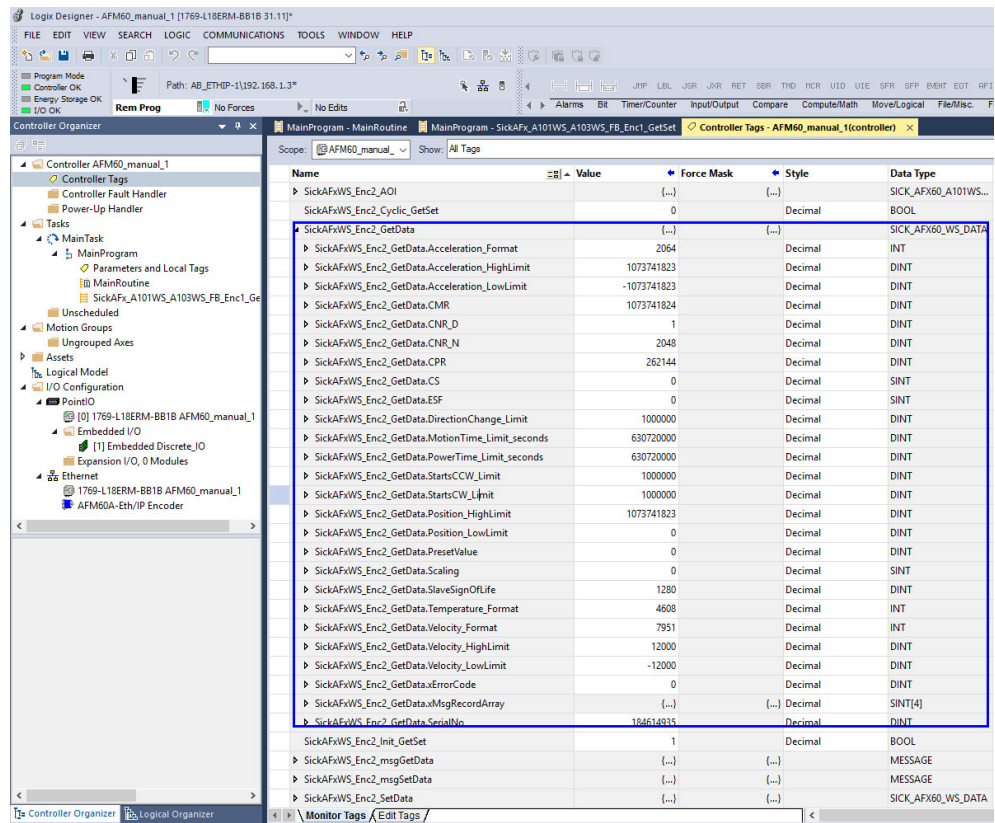 Logix Designer - AFM60_manual_1 [1769-L18ERM-BB1B 31.11]*
FILE EDIT VIEW SEARCH LOGIC COMMUNICATIONS TOOLS WINDOW HELP
Program Mode
Controller OK
Energy Storage OK
I/O OK
Path: AB_ETHIP-1\192.168.1.3*
Rem Prog
No Forces
No Edits
JMP LBL JSR JXR RET SBR TND MCR UID UIE SFR SFP EVENT EOT AFI
Alarms Bit Timer/Counter Input/Output Compare Compute/Math Move/Logical File/Misc.
Controller Organizer
Controller AFM60_manual_1
Controller Tags
Controller Fault Handler
Power-Up Handler
Tasks
MainTask
MainProgram
Parameters and Local Tags
MainRoutine
SickAFx_A101WS_A103WS_FB_Enc1_Ge
Unscheduled
Motion Groups
Ungrouped Axes
Assets
Logical Model
I/O Configuration
PointIO
[0] 1769-L18ERM-BB1B AFM60_manual_1
Embedded I/O
[1] Embedded Discrete_IO
Expansion I/O, 0 Modules
Ethernet
1769-L18ERM-BB1B AFM60_manual_1
AFM60A-Eth/IP Encoder
Controller Organizer
Logical Organizer
MainProgram - MainRoutine
MainProgram - SickAFx_A101WS_A103WS_FB_Enc1_GetSet
Controller Tags - AFM60_manual_1(controller)
Scope: AFM60_manual_ Show: All Tags
Name Value Force Mask Style Data Type
SickAFxWS_Enc2_AOI {...} {...} SICK_AFX60_A101WS...
SickAFxWS_Enc2_Cyclic_GetSet 0 Decimal BOOL
SickAFxWS_Enc2_GetData {...} {...} SICK_AFX60_WS_DATA
SickAFxWS_Enc2_GetData.Acceleration_Format 2064 Decimal INT
SickAFxWS_Enc2_GetData.Acceleration_HighLimit 1073741823 Decimal DINT
SickAFxWS_Enc2_GetData.Acceleration_LowLimit -1073741823 Decimal DINT
SickAFxWS_Enc2_GetData.CMR 1073741824 Decimal DINT
SickAFxWS_Enc2_GetData.CNR_D 1 Decimal DINT
SickAFxWS_Enc2_GetData.CNR_N 2048 Decimal DINT
SickAFxWS_Enc2_GetData.CPR 262144 Decimal DINT
SickAFxWS_Enc2_GetData.CS 0 Decimal SINT
SickAFxWS_Enc2_GetData.ESF 0 Decimal SINT
SickAFxWS_Enc2_GetData.DirectionChange_Limit 1000000 Decimal DINT
SickAFxWS_Enc2_GetData.MotionTime_Limit_seconds 630720000 Decimal DINT
SickAFxWS_Enc2_GetData.PowerTime_Limit_seconds 630720000 Decimal DINT
SickAFxWS_Enc2_GetData.StartsCCW_Limit 1000000 Decimal DINT
SickAFxWS_Enc2_GetData.StartsCW_Limit 1000000 Decimal DINT
SickAFxWS_Enc2_GetData.Position_HighLimit 1073741823 Decimal DINT
SickAFxWS_Enc2_GetData.Position_LowLimit 0 Decimal DINT
SickAFxWS_Enc2_GetData.PresetValue 0 Decimal DINT
SickAFxWS_Enc2_GetData.Scaling 0 Decimal SINT
SickAFxWS_Enc2_GetData.SlaveSignOfLife 1280 Decimal DINT
SickAFxWS_Enc2_GetData.Temperature_Format 4608 Decimal INT
SickAFxWS_Enc2_GetData.Velocity_Format 7951 Decimal INT
SickAFxWS_Enc2_GetData.Velocity_HighLimit 12000 Decimal DINT
SickAFxWS_Enc2_GetData.Velocity_LowLimit -12000 Decimal DINT
SickAFxWS_Enc2_GetData.xErrorCode 0 Decimal DINT
SickAFxWS_Enc2_GetData.xMsgRecordArray {...} {...} Decimal SINT[4]
SickAFxWS_Enc2_GetData.SerialNo 184614935 Decimal DINT
SickAFxWS_Enc2_Init_GetSet 1 Decimal BOOL
SickAFxWS_Enc2_msgGetData {...} {...} MESSAGE
SickAFxWS_Enc2_msgSetData {...} {...} MESSAGE
SickAFxWS_Enc2_SetData {...} {...} SICK_AFX60_WS_DATA
Monitor Tags Edit Tags